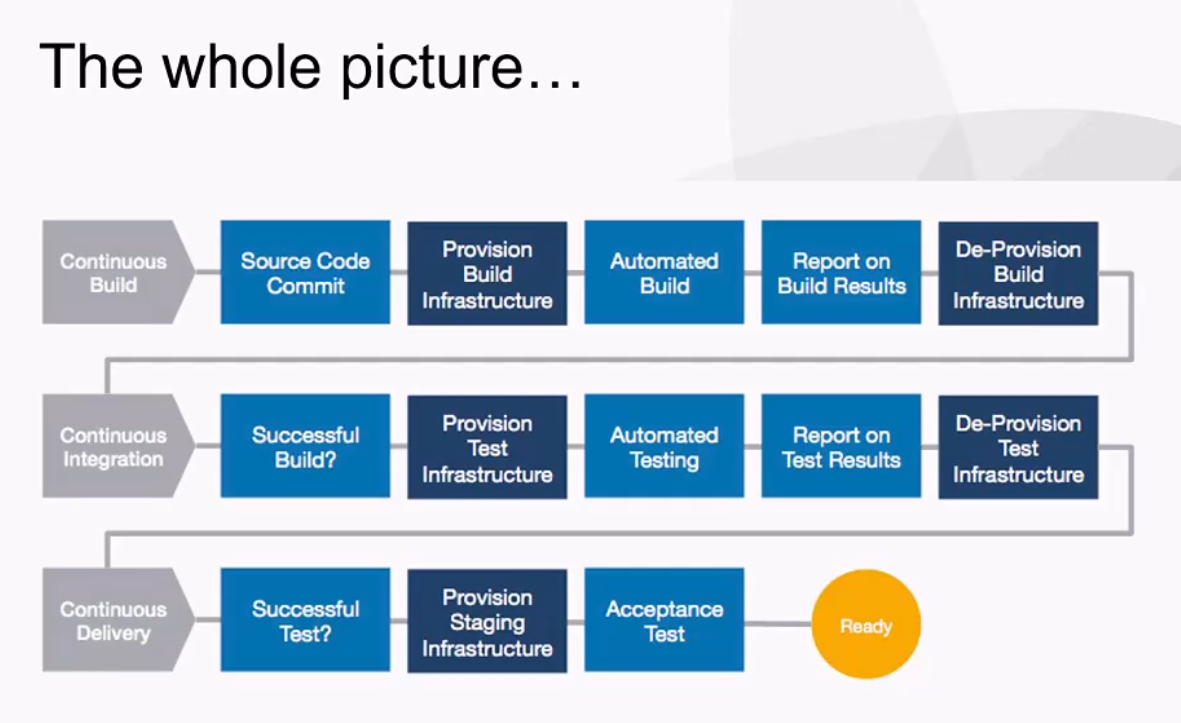 The whole picture…
Continuous
Build
Source Code
Commit
Provision
Build
Infrastructure
Automated
Build
Report on
Build Results
De-Provision
Build
Infrastructure
Continuous
Integration
Successful
Build?
Provision
Test
Infrastructure
Automated
Testing
Report on
Test Results
De-Provision
Test
Infrastructure
Continuous
Delivery
Successful
Test?
Provision
Staging
Infrastructure
Acceptance
Test
Ready